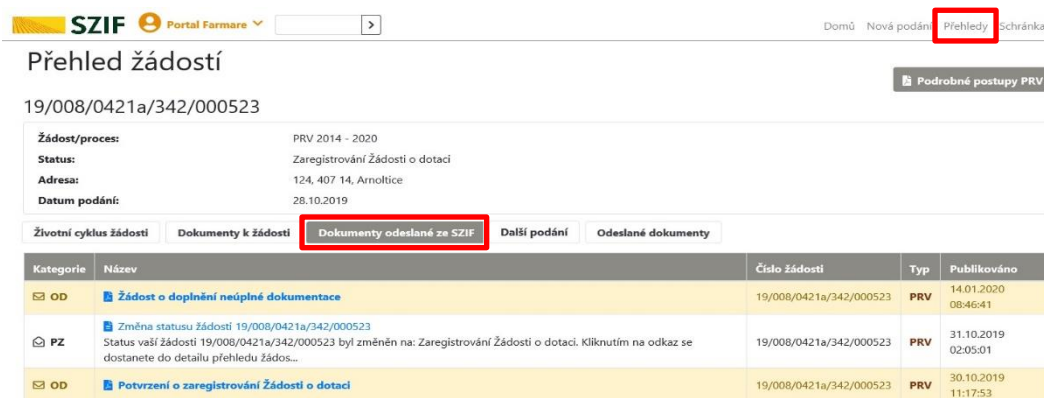 SZIF Portal Farmare >
Domů Nová podání Přehledy Schránka
Přehled žádostí
Podrobné postupy PRV
19/008/0421a/342/000523
Žádost/proces: PRV 2014 - 2020
Status: Zaregistrování Žádosti o dotaci
Adresa: 124, 407 14, Arnoltice
Datum podání: 28.10.2019
Životní cyklus žádosti Dokumenty k žádosti Dokumenty odeslané ze SZIF Další podání Odeslané dokumenty
Kategorie Název Číslo žádosti Typ Publikováno
OD Žádost o doplnění neúplné dokumentace 19/008/0421a/342/000523 PRV 14.01.2020
08:46:41
Změna statusu žádosti 19/008/0421a/342/000523
PZ Status vaší žádosti 19/008/0421a/342/000523 byl změněn na: Zaregistrování Žádosti o dotaci. Kliknutím na odkaz se
dostanete do detailu přehledu žádos...
19/008/0421a/342/000523 PRV 31.10.2019
02:05:01
OD Potvrzení o zaregistrování Žádosti o dotaci 19/008/0421a/342/000523 PRV 30.10.2019
11:17:53